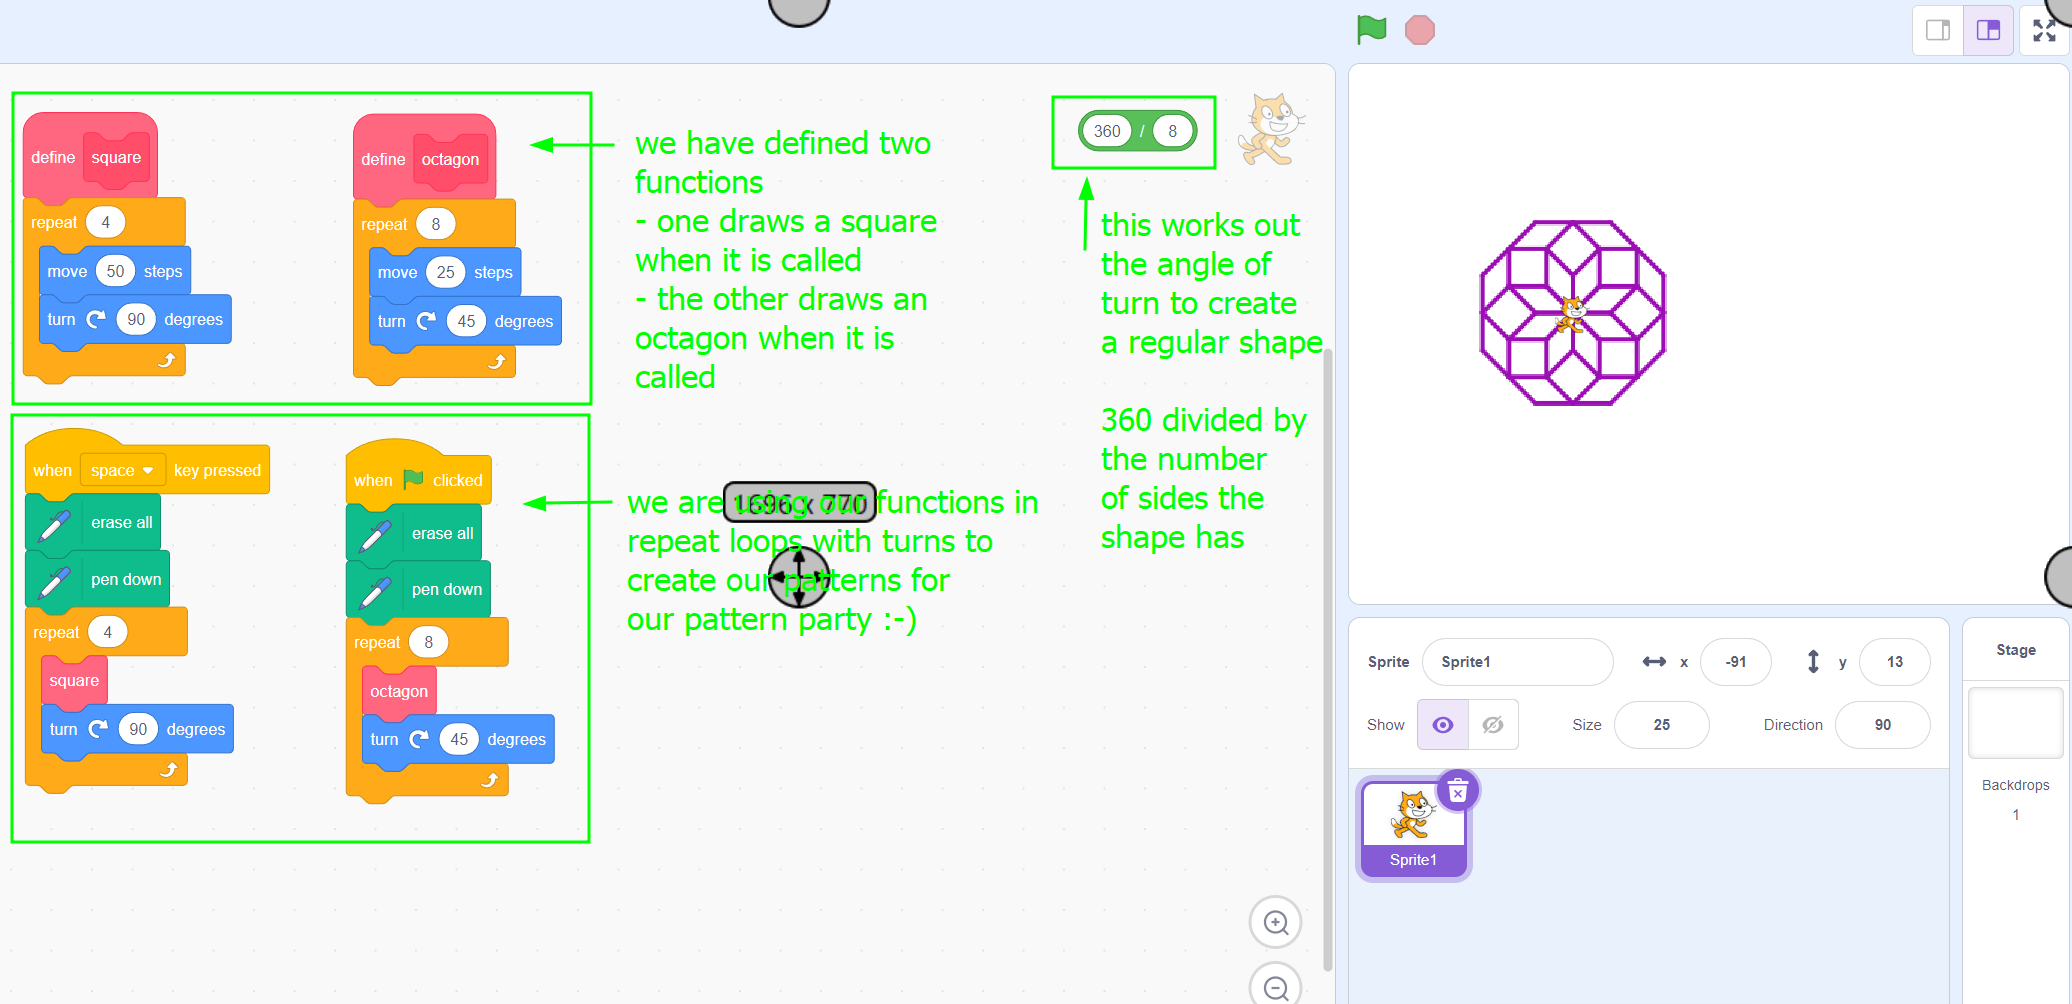 define square
repeat 4
move 50 steps
turn 90 degrees
define octagon
repeat 8
move 25 steps
turn 45 degrees
we have defined two
functions
- one draws a square
when it is called
- the other draws an
octagon when it is
called
360 / 8
this works out
the angle of
turn to create
a regular shape
360 divided by
the number
of sides the
shape has
when space key pressed
erase all
pen down
repeat 4
square
turn 90 degrees
when clicked
erase all
pen down
repeat 8
octagon
turn 45 degrees
we are using our functions in
repeat loops with turns to
create our patterns for
our pattern party :-)
1696 x 770
Sprite Sprite1 x -91 y 13
Show Size 25 Direction 90
Sprite1
Stage
Backdrops
1